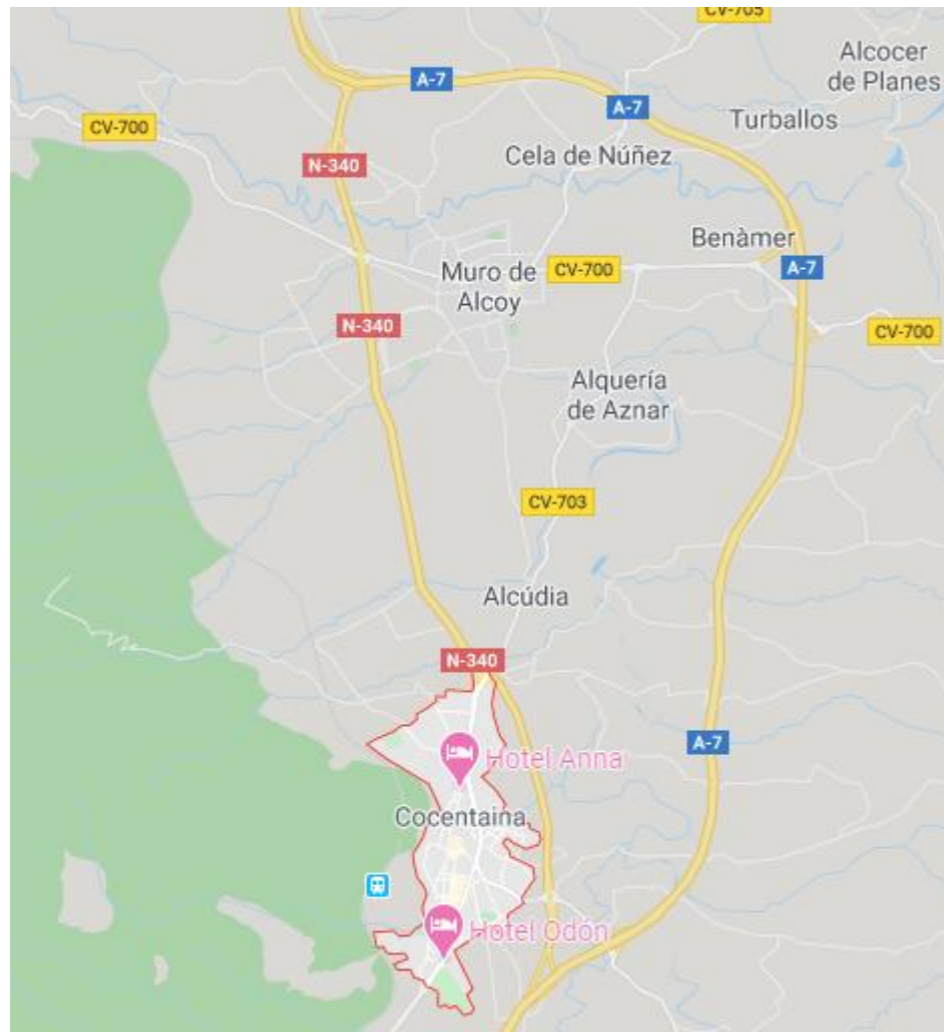 CV-705
Alcocer
de Planes
A-7
A-7
Turballos
CV-700
Cela de Núñez
N-340
Benàmer
A-7
Muro de
Alcoy
CV-700
N-340
CV-700
Alquería
de Aznar
CV-703
Alcúdia
N-340
A-7
Hotel Anna
Cocentaina
Hotel Odón